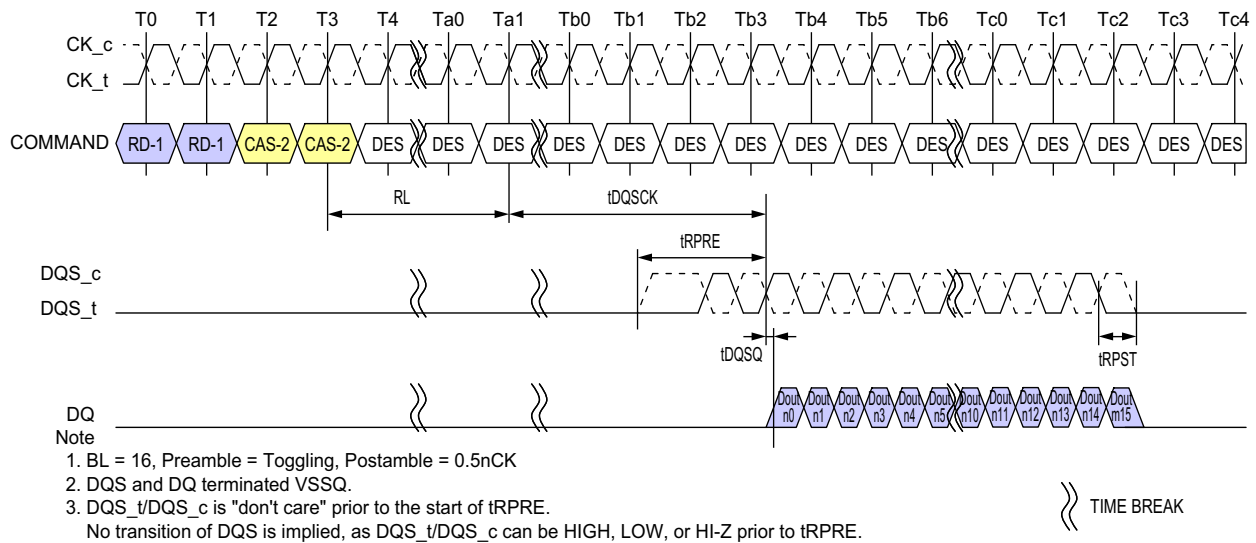 T0 T1 T2 T3 T4 Ta0 Ta1 Tb0 Tb1 Tb2 Tb3 Tb4 Tb5 Tb6 Tc0 Tc1 Tc2 Tc3 Tc4
CK_c
CK_t
COMMAND RD-1 RD-1 CAS-2 CAS-2 DES DES DES DES DES DES DES DES DES DES DES DES DES DES DES
RL tDQSCK
tRPRE
DQS_c
DQS_t
tDQSQ tRPST
DQ Dout n0 Dout n1 Dout n2 Dout n3 Dout n4 Dout n5 Dout n10 Dout n11 Dout n12 Dout n13 Dout n14 Dout m15
Note
1. BL = 16, Preamble = Toggling, Postamble = 0.5nCK
2. DQS and DQ terminated VSSQ.
3. DQS_t/DQS_c is "don't care" prior to the start of tRPRE.
No transition of DQS is implied, as DQS_t/DQS_c can be HIGH, LOW, or HI-Z prior to tRPRE.
TIME BREAK